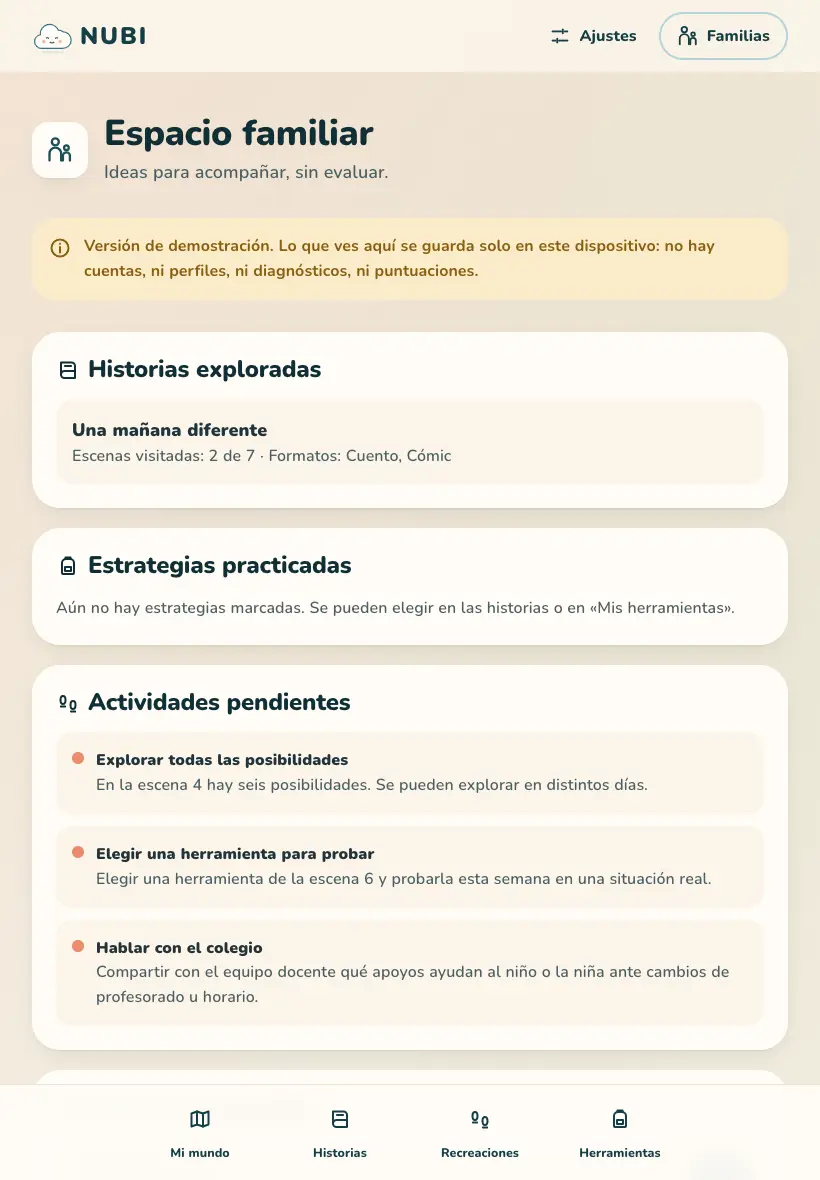 NUBI
Ajustes
Familias
Espacio familiar
Ideas para acompañar, sin evaluar.
Versión de demostración. Lo que ves aquí se guarda solo en este dispositivo: no hay
cuentas, ni perfiles, ni diagnósticos, ni puntuaciones.
Historias exploradas
Una mañana diferente
Escenas visitadas: 2 de 7 · Formatos: Cuento, Cómic
Estrategias practicadas
Aún no hay estrategias marcadas. Se pueden elegir en las historias o en «Mis herramientas».
Actividades pendientes
Explorar todas las posibilidades
En la escena 4 hay seis posibilidades. Se pueden explorar en distintos días.
Elegir una herramienta para probar
Elegir una herramienta de la escena 6 y probarla esta semana en una situación real.
Hablar con el colegio
Compartir con el equipo docente qué apoyos ayudan al niño o la niña ante cambios de
profesorado u horario.
Mi mundo
Historias
Recreaciones
Herramientas